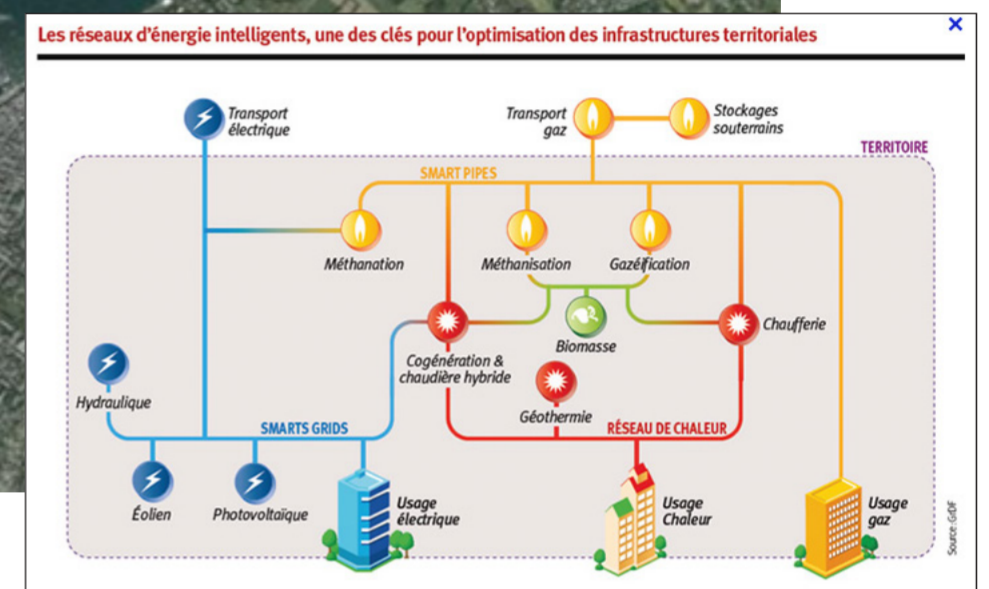 Les réseaux d'énergie intelligents, une des clés pour l'optimisation des infrastructures territoriales
Transport
électrique
Transport
gaz
Stockages
souterrains
TERRITOIRE
SMART PIPES
Méthanation
Méthanisation
Gazéification
Biomasse
Chaufferie
Cogénération &
chaudière hybride
Hydraulique
Géothermie
SMARTS GRIDS
RÉSEAU DE CHALEUR
Éolien
Photovoltaïque
Usage
électrique
Usage
Chaleur
Usage
gaz
Source : GrDF